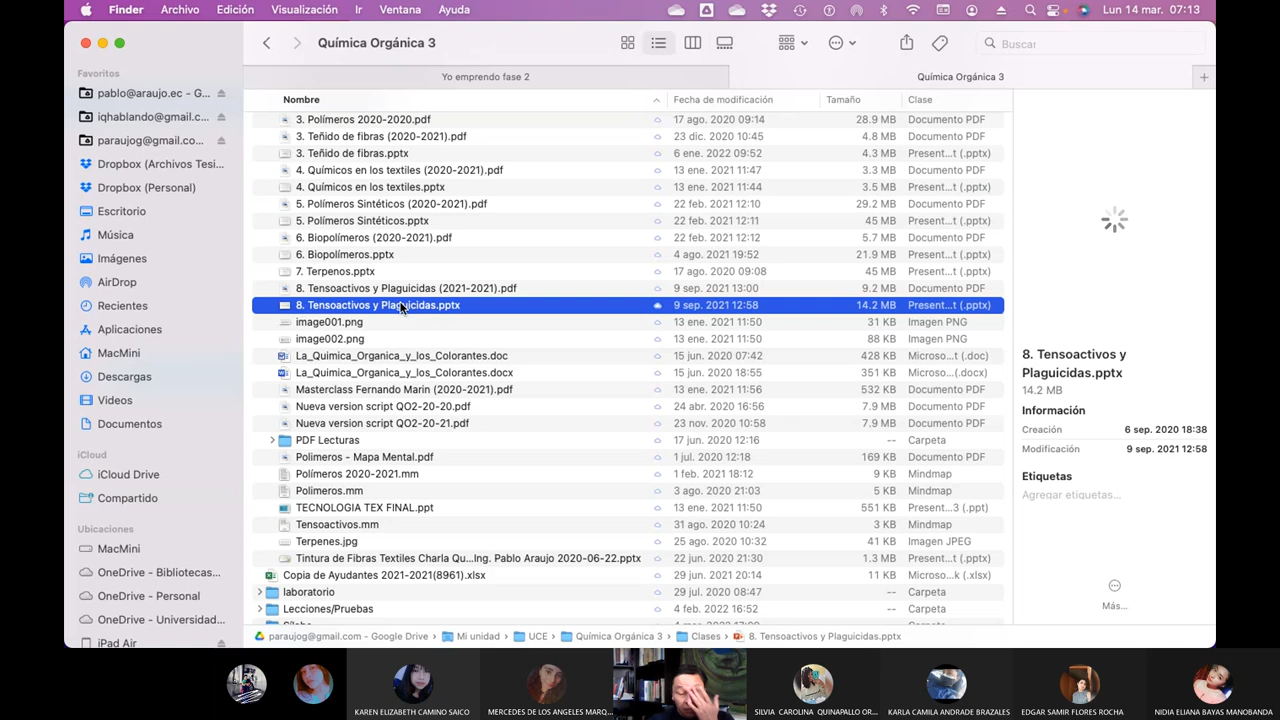 Finder Archivo Edición Visualización Ir Ventana Ayuda Lun 14 mar. 07:13
Química Orgánica 3 Buscar
Yo emprendo fase 2 Química Orgánica 3
Favoritos
pablo@araujo.ec - G...
iqhablando@gmail.c...
paraujog@gmail.co...
Dropbox (Archivos Tesi...
Dropbox (Personal)
Escritorio
Música
Imágenes
AirDrop
Recientes
Aplicaciones
MacMini
Descargas
Videos
Documentos
iCloud
iCloud Drive
Compartido
Ubicaciones
MacMini
OneDrive - Bibliotecas...
OneDrive - Personal
OneDrive - Universidad...
iPad Air
Nombre Fecha de modificación Tamaño Clase
3. Polímeros 2020-2020.pdf 17 ago. 2020 09:14 28.9 MB Documento PDF
3. Teñido de fibras (2020-2021).pdf 23 dic. 2020 10:45 4.8 MB Documento PDF
3. Teñido de fibras.pptx 6 ene. 2022 09:52 4.3 MB Present...t (.pptx)
4. Químicos en los textiles (2020-2021).pdf 13 ene. 2021 11:47 3.3 MB Documento PDF
4. Químicos en los textiles.pptx 13 ene. 2021 11:44 3.5 MB Present...t (.pptx)
5. Polímeros Sintéticos (2020-2021).pdf 22 feb. 2021 12:10 29.2 MB Documento PDF
5. Polímeros Sintéticos.pptx 22 feb. 2021 12:11 45 MB Present...t (.pptx)
6. Biopolímeros (2020-2021).pdf 22 feb. 2021 12:12 5.7 MB Documento PDF
6. Biopolímeros.pptx 4 ago. 2021 19:52 21.9 MB Present...t (.pptx)
7. Terpenos.pptx 17 ago. 2020 09:08 45 MB Present...t (.pptx)
8. Tensoactivos y Plaguicidas (2021-2021).pdf 9 sep. 2021 13:00 9.2 MB Documento PDF
8. Tensoactivos y Plaguicidas.pptx 9 sep. 2021 12:58 14.2 MB Present...t (.pptx)
image001.png 13 ene. 2021 11:50 31 KB Imagen PNG
image002.png 13 ene. 2021 11:50 88 KB Imagen PNG
La_Quimica_Organica_y_los_Colorantes.doc 15 jun. 2020 07:42 428 KB Microso...t (.doc)
La_Quimica_Organica_y_los_Colorantes.docx 15 jun. 2020 18:55 351 KB Microso...(.docx)
Masterclass Fernando Marin (2020-2021).pdf 13 ene. 2021 11:56 532 KB Documento PDF
Nueva version script QO2-20-20.pdf 24 abr. 2020 16:56 7.9 MB Documento PDF
Nueva version script QO2-20-21.pdf 23 nov. 2020 10:58 7.9 MB Documento PDF
PDF Lecturas 17 jun. 2020 12:16 -- Carpeta
Polimeros - Mapa Mental.pdf 1 jul. 2020 12:18 169 KB Documento PDF
Polímeros 2020-2021.mm 1 feb. 2021 18:12 9 KB Mindmap
Polimeros.mm 3 ago. 2020 21:03 5 KB Mindmap
TECNOLOGIA TEX FINAL.ppt 13 ene. 2021 11:50 551 KB Present...3 (.ppt)
Tensoactivos.mm 31 ago. 2020 10:24 3 KB Mindmap
Terpenes.jpg 25 ago. 2020 10:32 41 KB Imagen JPEG
Tintura de Fibras Textiles Charla Qu...Ing. Pablo Araujo 2020-06-22.pptx 22 jun. 2020 21:30 1.3 MB Present...t (.pptx)
Copia de Ayudantes 2021-2021(8961).xlsx 29 jun. 2021 20:14 11 KB Microso...k (.xlsx)
laboratorio 29 jul. 2020 08:47 -- Carpeta
Lecciones/Pruebas 4 feb. 2022 16:52 -- Carpeta
8. Tensoactivos y
Plaguicidas.pptx
14.2 MB
Información
Creación 6 sep. 2020 18:38
Modificación 9 sep. 2021 12:58
Etiquetas
Agregar etiquetas...
Más...
paraujog@gmail.com - Google Drive › Mi unidad › UCE › Química Orgánica 3 › Clases › 8. Tensoactivos y Plaguicidas.pptx
KAREN ELIZABETH CAMINO SAICO
MERCEDES DE LOS ANGELES MARQ...
SILVIA CAROLINA QUINAPALLO OR...
KARLA CAMILA ANDRADE BRAZALES
EDGAR SAMIR FLORES ROCHA
NIDIA ELIANA BAYAS MANOBANDA